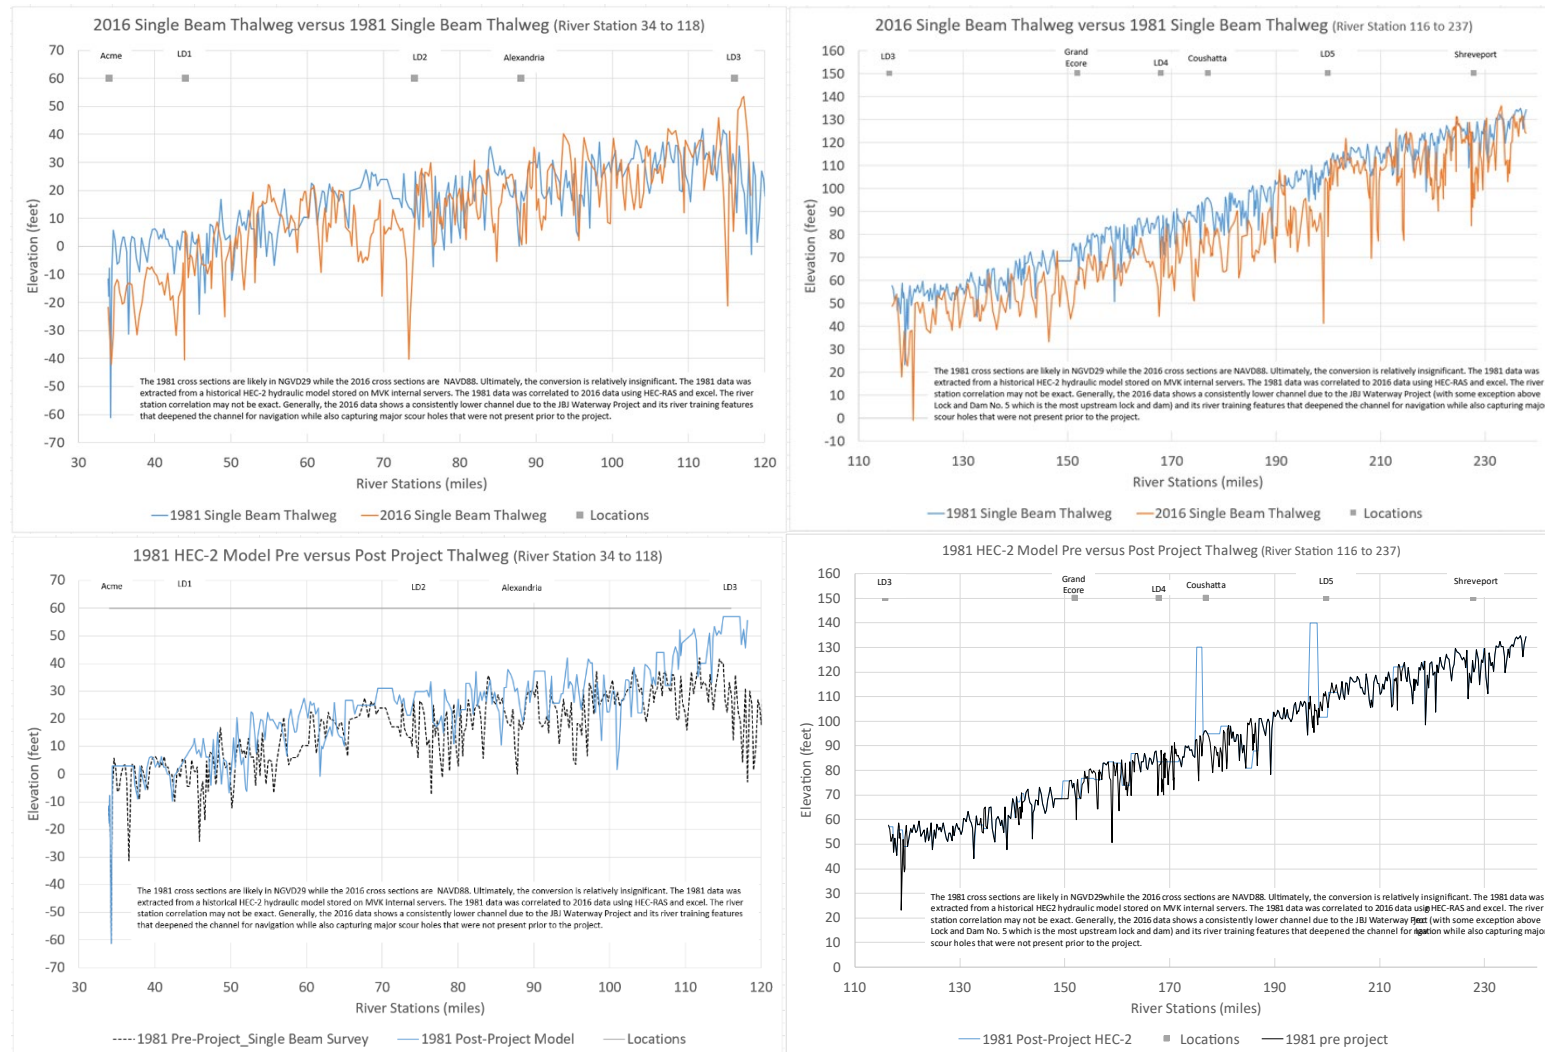 2016 Single Beam Thalweg versus 1981 Single Beam Thalweg (River Station 34 to 118)
70
60
50
40
30
20
10
0
-10
-20
-30
-40
-50
-60
-70
Elevation (feet)
Acme
LD1
LD2
Alexandria
LD3
The 1981 cross sections are likely in NGVD29 while the 2016 cross sections are NAVD88. Ultimately, the conversion is relatively insignificant. The 1981 data was
extracted from a historical HEC-2 hydraulic model stored on MVK internal servers. The 1981 data was correlated to 2016 data using HEC-RAS and excel. The river
station correlation may not be exact. Generally, the 2016 data shows a consistently lower channel due to the JBJ Waterway Project and its river training features
that deepened the channel for navigation while also capturing major scour holes that were not present prior to the project.
30 40 50 60 70 80 90 100 110 120
River Stations (miles)
1981 Single Beam Thalweg 2016 Single Beam Thalweg Locations
2016 Single Beam Thalweg versus 1981 Single Beam Thalweg (River Station 116 to 237)
160
150
140
130
120
110
100
90
80
70
60
50
40
30
20
10
0
-10
Elevation (feet)
LD3
Grand
Ecore
LD4
Coushatta
LD5
Shreveport
The 1981 cross sections are likely in NGVD29 while the 2016 cross sections are NAVD88. Ultimately, the conversion is relatively insignificant. The 1981 data was
extracted from a historical HEC-2 hydraulic model stored on MVK internal servers. The 1981 data was correlated to 2016 data using HEC-RAS and excel. The river
station correlation may not be exact. Generally, the 2016 data shows a consistently lower channel due to the JBJ Waterway Project (with some exception above
Lock and Dam No. 5 which is the most upstream lock and dam) and its river training features that deepened the channel for navigation while also capturing major
scour holes that were not present prior to the project.
110 130 150 170 190 210 230
River Stations (miles)
1981 Single Beam Thalweg 2016 Single Beam Thalweg Locations
1981 HEC-2 Model Pre versus Post Project Thalweg (River Station 34 to 118)
70
60
50
40
30
20
10
0
-10
-20
-30
-40
-50
-60
-70
Elevation (feet)
Acme
LD1
LD2
Alexandria
LD3
The 1981 cross sections are likely in NGVD29 while the 2016 cross sections are NAVD88. Ultimately, the conversion is relatively insignificant. The 1981 data was
extracted from a historical HEC-2 hydraulic model stored on MVK internal servers. The 1981 data was correlated to 2016 data using HEC-RAS and excel. The river
station correlation may not be exact. Generally, the 2016 data shows a consistently lower channel due to the JBJ Waterway Project and its river training features
that deepened the channel for navigation while also capturing major scour holes that were not present prior to the project.
30 40 50 60 70 80 90 100 110 120
River Stations (miles)
1981 Pre-Project_Single Beam Survey 1981 Post-Project Model Locations
1981 HEC-2 Model Pre versus Post Project Thalweg (River Station 116 to 237)
160
150
140
130
120
110
100
90
80
70
60
50
40
30
20
10
0
Elevation (feet)
LD3
Grand
Ecore
LD4
Coushatta
LD5
Shreveport
The 1981 cross sections are likely in NGVD29while the 2016 cross sections are NAVD88. Ultimately, the conversion is relatively insignificant. The 1981 data was
extracted from a historical HEC2 hydraulic model stored on MVK internal servers. The 1981 data was correlated to 2016 data using HEC-RAS and excel. The river
station correlation may not be exact. Generally, the 2016 data shows a consistently lower channel due to the JBJ Waterway (with some exception above
Lock and Dam No. 5 which is the most upstream lock and dam) and its river training features that deepened the channel for while also capturing major
scour holes that were not present prior to the project.
110 130 150 170 190 210 230
River Stations (miles)
1981 Post-Project HEC-2 Locations 1981 pre project